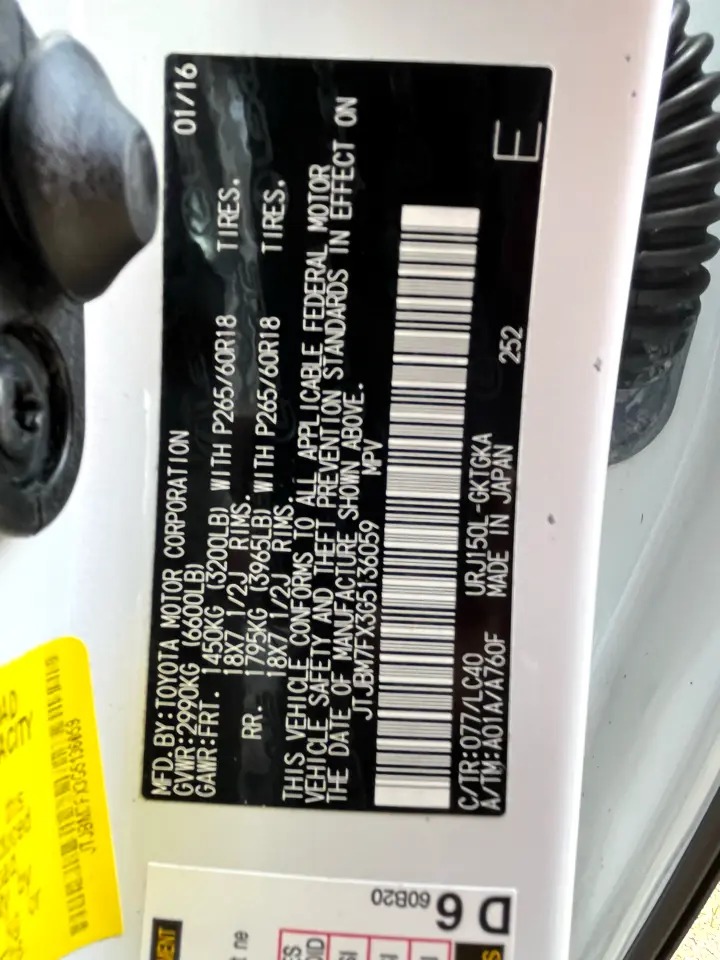 MFD.BY:TOYOTA MOTOR CORPORATION 01/16
GVWR:2990KG (6600LB)
GAWR:FRT. 1450KG (3200LB) WITH P265/60R18 TIRES.
18X7 1/2J RIMS.
RR. 1795KG (3965LB) WITH P265/60R18 TIRES.
18X7 1/2J RIMS.
THIS VEHICLE CONFORMS TO ALL APPLICABLE FEDERAL MOTOR
VEHICLE SAFETY AND THEFT PREVENTION STANDARDS IN EFFECT ON
THE DATE OF MANUFACTURE SHOWN ABOVE.
JTJBM7FX3G5136059 MPV
C/TR:077/LC40 URJ150L-GKTGKA 252 E
A/TM:A01A/A760F MADE IN JAPAN
JTJBM7FX3G5136059
D 6
60B20